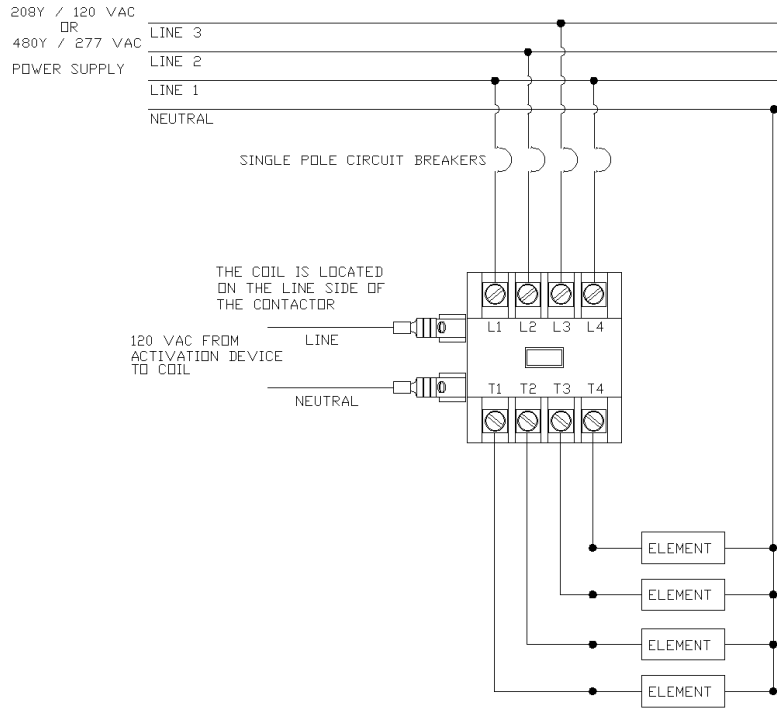 208Y / 120 VAC
OR
480Y / 277 VAC
POWER SUPPLY
LINE 3
LINE 2
LINE 1
NEUTRAL
SINGLE POLE CIRCUIT BREAKERS
THE COIL IS LOCATED
ON THE LINE SIDE OF
THE CONTACTOR
L1 L2 L3 L4
LINE
120 VAC FROM
ACTIVATION DEVICE
TO COIL
T1 T2 T3 T4
NEUTRAL
ELEMENT
ELEMENT
ELEMENT
ELEMENT